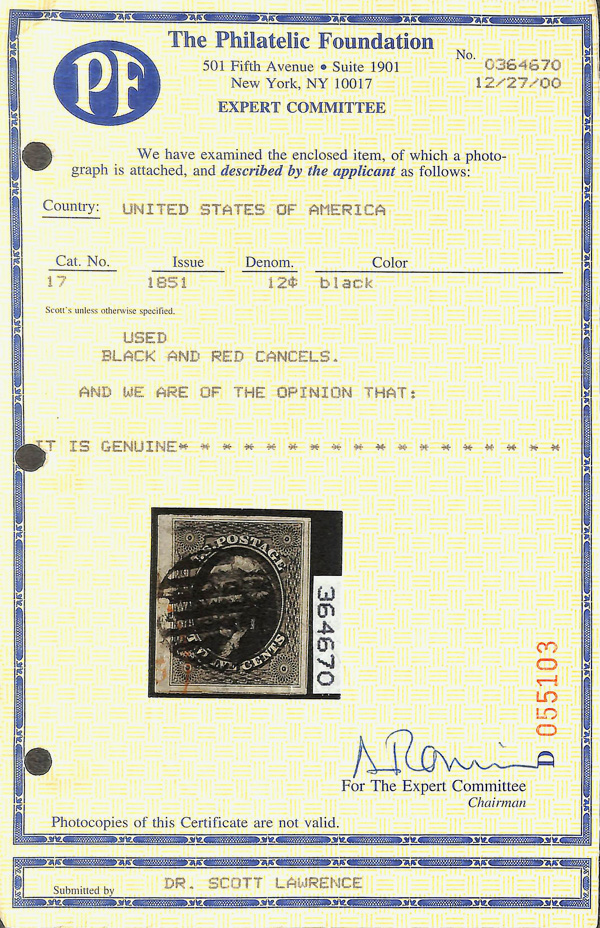 PF
The Philatelic Foundation
501 Fifth Avenue • Suite 1901
New York, NY 10017
EXPERT COMMITTEE
No. 0364670
12/27/00
We have examined the enclosed item, of which a photo-
graph is attached, and described by the applicant as follows:
Country: UNITED STATES OF AMERICA
Cat. No. Issue Denom. Color
17 1851 12¢ black
Scott's unless otherwise specified.
USED
BLACK AND RED CANCELS.
AND WE ARE OF THE OPINION THAT:
IT IS GENUINE* * * * * * * * * * * * * * * * * *
U.S. POSTAGE
TWELVE CENTS
364670
D 055103
For The Expert Committee
Chairman
Photocopies of this Certificate are not valid.
Submitted by DR. SCOTT LAWRENCE